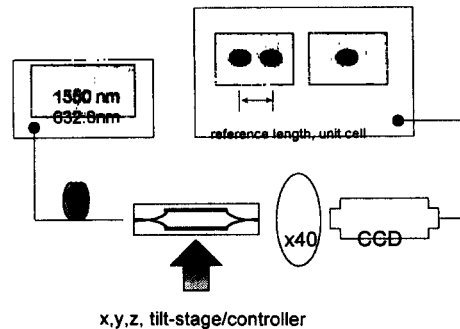 1550 nm
632.8nm
reference length, unit cell
x40
CCD
x,y,z, tilt-stage/controller